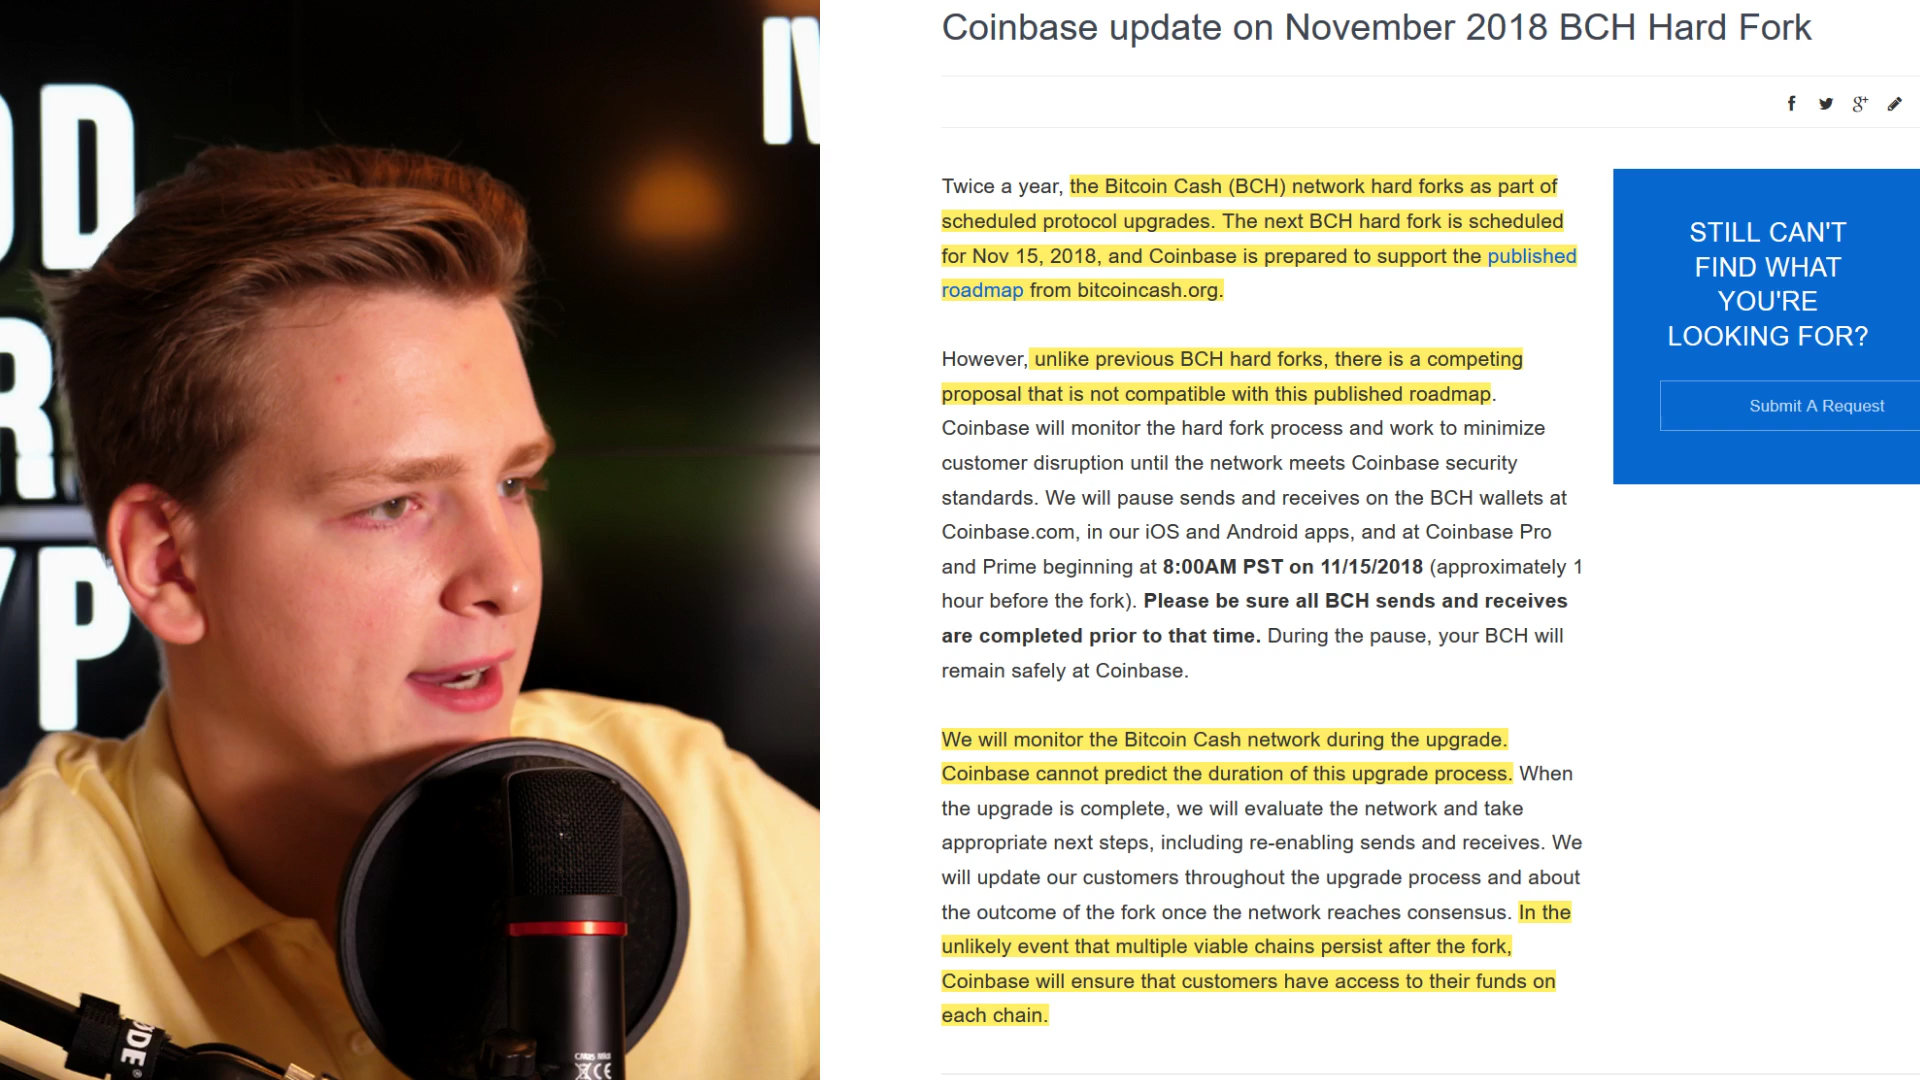 OD
R
YP
IV
ODE®
CE
Coinbase update on November 2018 BCH Hard Fork
Twice a year, the Bitcoin Cash (BCH) network hard forks as part of
scheduled protocol upgrades. The next BCH hard fork is scheduled
for Nov 15, 2018, and Coinbase is prepared to support the published
roadmap from bitcoincash.org.
However, unlike previous BCH hard forks, there is a competing
proposal that is not compatible with this published roadmap.
Coinbase will monitor the hard fork process and work to minimize
customer disruption until the network meets Coinbase security
standards. We will pause sends and receives on the BCH wallets at
Coinbase.com, in our iOS and Android apps, and at Coinbase Pro
and Prime beginning at 8:00AM PST on 11/15/2018 (approximately 1
hour before the fork). Please be sure all BCH sends and receives
are completed prior to that time. During the pause, your BCH will
remain safely at Coinbase.
We will monitor the Bitcoin Cash network during the upgrade.
Coinbase cannot predict the duration of this upgrade process. When
the upgrade is complete, we will evaluate the network and take
appropriate next steps, including re-enabling sends and receives. We
will update our customers throughout the upgrade process and about
the outcome of the fork once the network reaches consensus. In the
unlikely event that multiple viable chains persist after the fork,
Coinbase will ensure that customers have access to their funds on
each chain.
STILL CAN'T
FIND WHAT
YOU'RE
LOOKING FOR?
Submit A Request